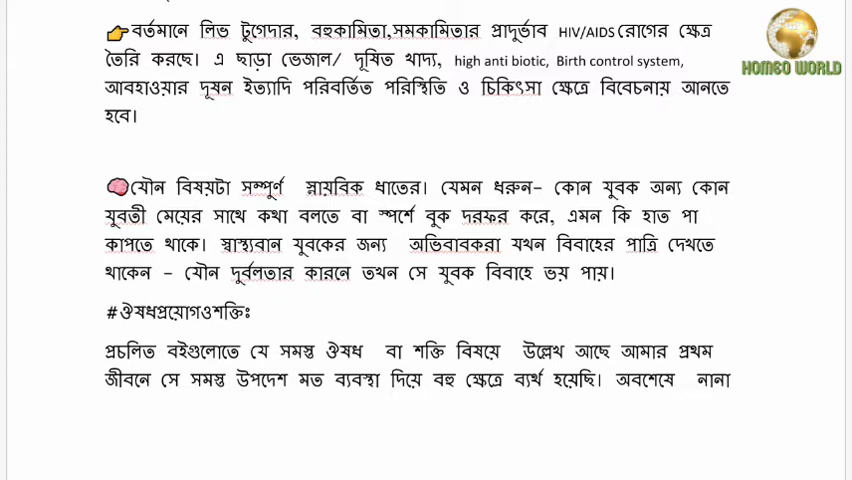 👉বর্তমানে লিভ টুগেদার, বহুকামিতা,সমকামিতার প্রাদুর্ভাব HIV/AIDS রোগের ক্ষেত্র
তৈরি করছে। এ ছাড়া ভেজাল/ দূষিত খাদ্য, high anti biotic, Birth control system,
আবহাওয়ার দূষন ইত্যাদি পরিবর্তিত পরিস্থিতি ও চিকিৎসা ক্ষেত্রে বিবেচনায় আনতে
হবে।
🧠যৌন বিষয়টা সম্পুর্ণ স্নায়বিক ধাতের। যেমন ধরুন– কোন যুবক অন্য কোন
যুবতী মেয়ের সাথে কথা বলতে বা স্পর্শে বুক দরফর করে, এমন কি হাত পা
কাপতে থাকে। স্বাস্থ্যবান যুবকের জন্য অভিবাবকরা যখন বিবাহের পাত্রি দেখতে
থাকেন – যৌন দুর্বলতার কারনে তখন সে যুবক বিবাহে ভয় পায়।
#ঔষধপ্রয়োগওশক্তিঃ
প্রচলিত বইগুলোতে যে সমস্ত ঔষধ বা শক্তি বিষয়ে উল্লেখ আছে আমার প্রথম
জীবনে সে সমস্ত উপদেশ মত ব্যবস্থা দিয়ে বহু ক্ষেত্রে ব্যর্থ হয়েছি। অবশেষে নানা
HOMEO WORLD